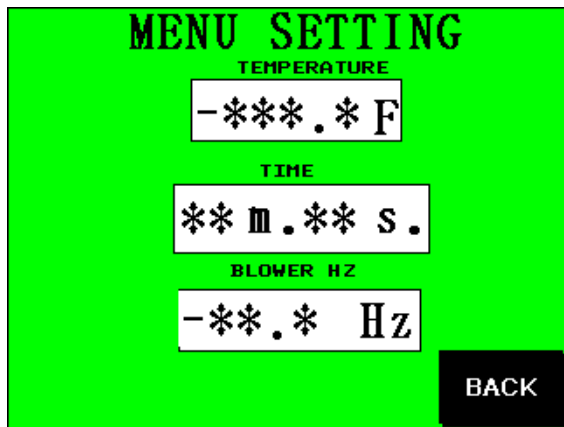 MENU SETTING
TEMPERATURE
-***.* F
TIME
** m.** s.
BLOWER HZ
-**.* Hz
BACK